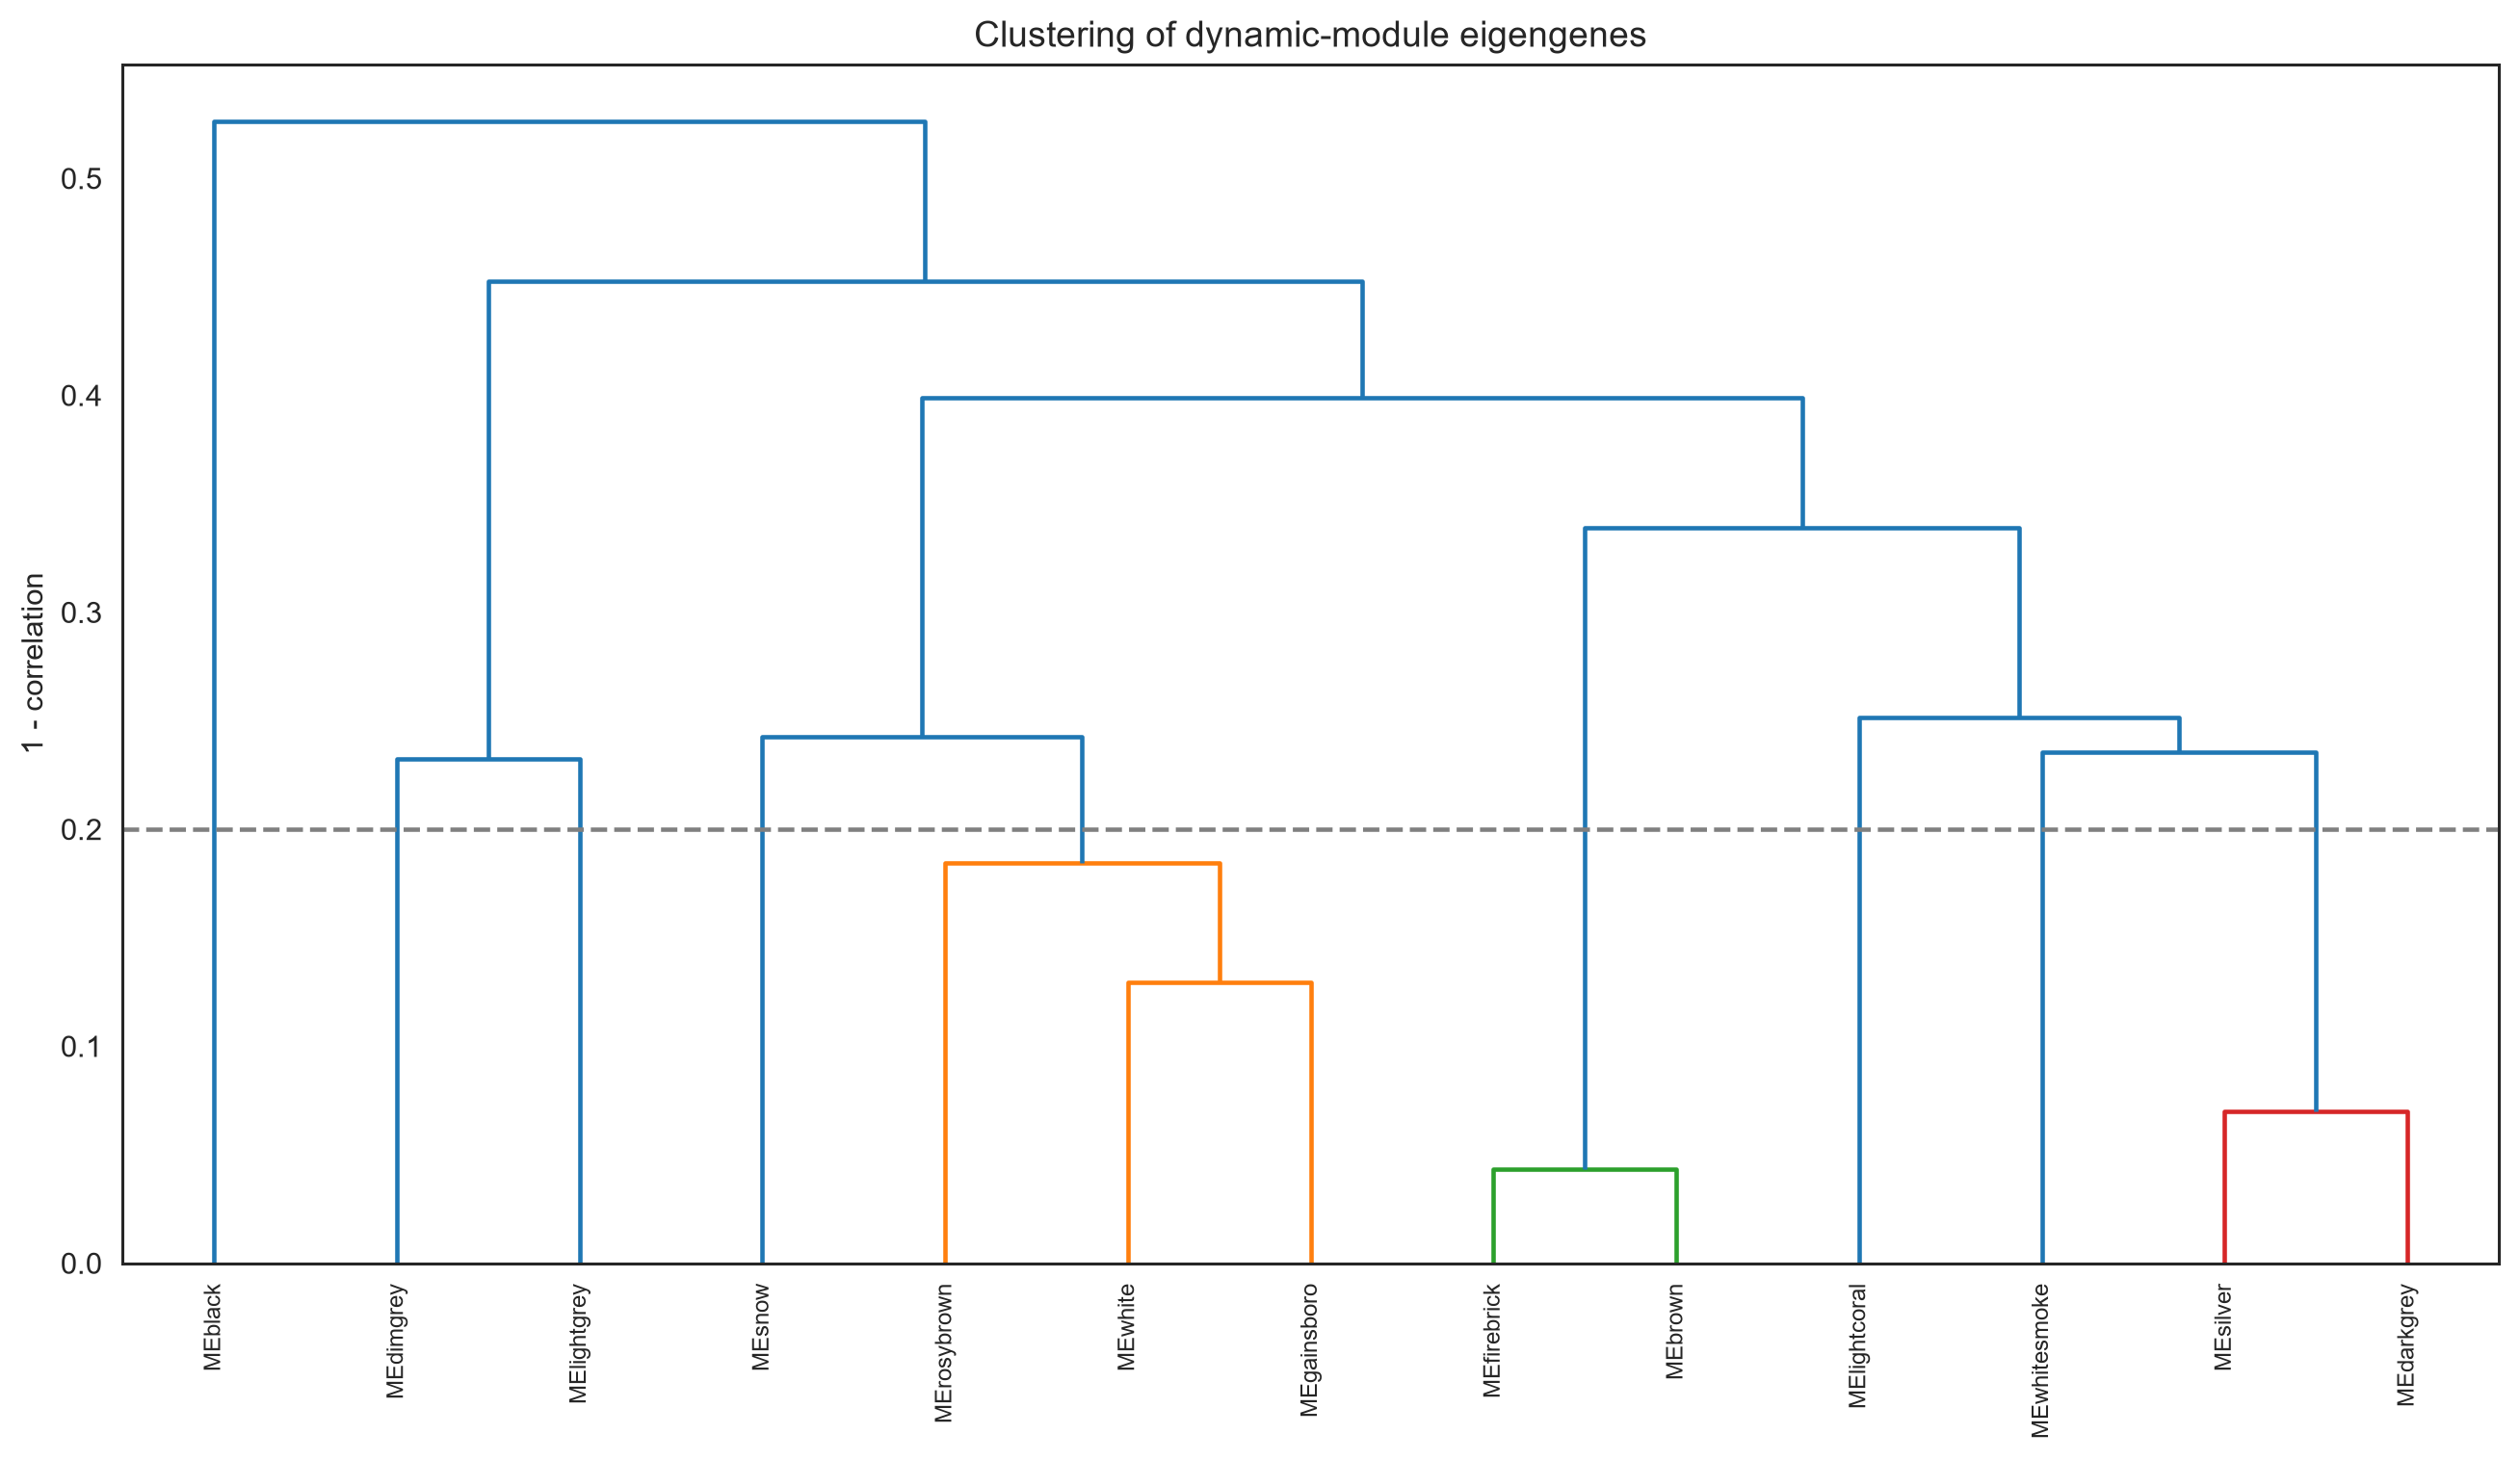 Clustering of dynamic-module eigengenes
1 - correlation
0.5
0.4
0.3
0.2
0.1
0.0
MEblack
MEdimgrey
MElightgrey
MEsnow
MErosybrown
MEwhite
MEgainsboro
MEfirebrick
MEbrown
MElightcoral
MEwhitesmoke
MEsilver
MEdarkgrey